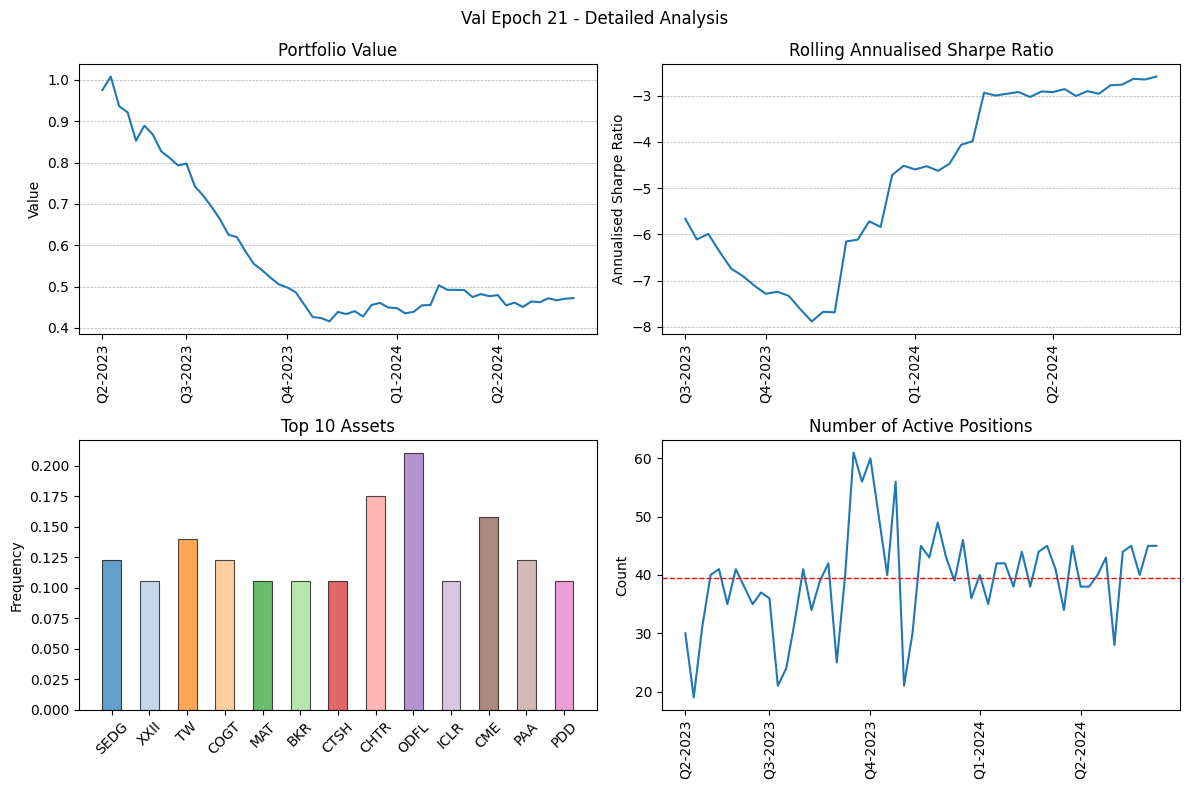 Val Epoch 21 - Detailed Analysis
Portfolio Value
Value
1.0
0.9
0.8
0.7
0.6
0.5
0.4
Q2-2023
Q3-2023
Q4-2023
Q1-2024
Q2-2024
Rolling Annualised Sharpe Ratio
Annualised Sharpe Ratio
−3
−4
−5
−6
−7
−8
Q3-2023
Q4-2023
Q1-2024
Q2-2024
Top 10 Assets
Frequency
0.200
0.175
0.150
0.125
0.100
0.075
0.050
0.025
0.000
SEDG
XXII
TW
COGT
MAT
BKR
CTSH
CHTR
ODFL
ICLR
CME
PAA
PDD
Number of Active Positions
Count
60
50
40
30
20
Q2-2023
Q3-2023
Q4-2023
Q1-2024
Q2-2024